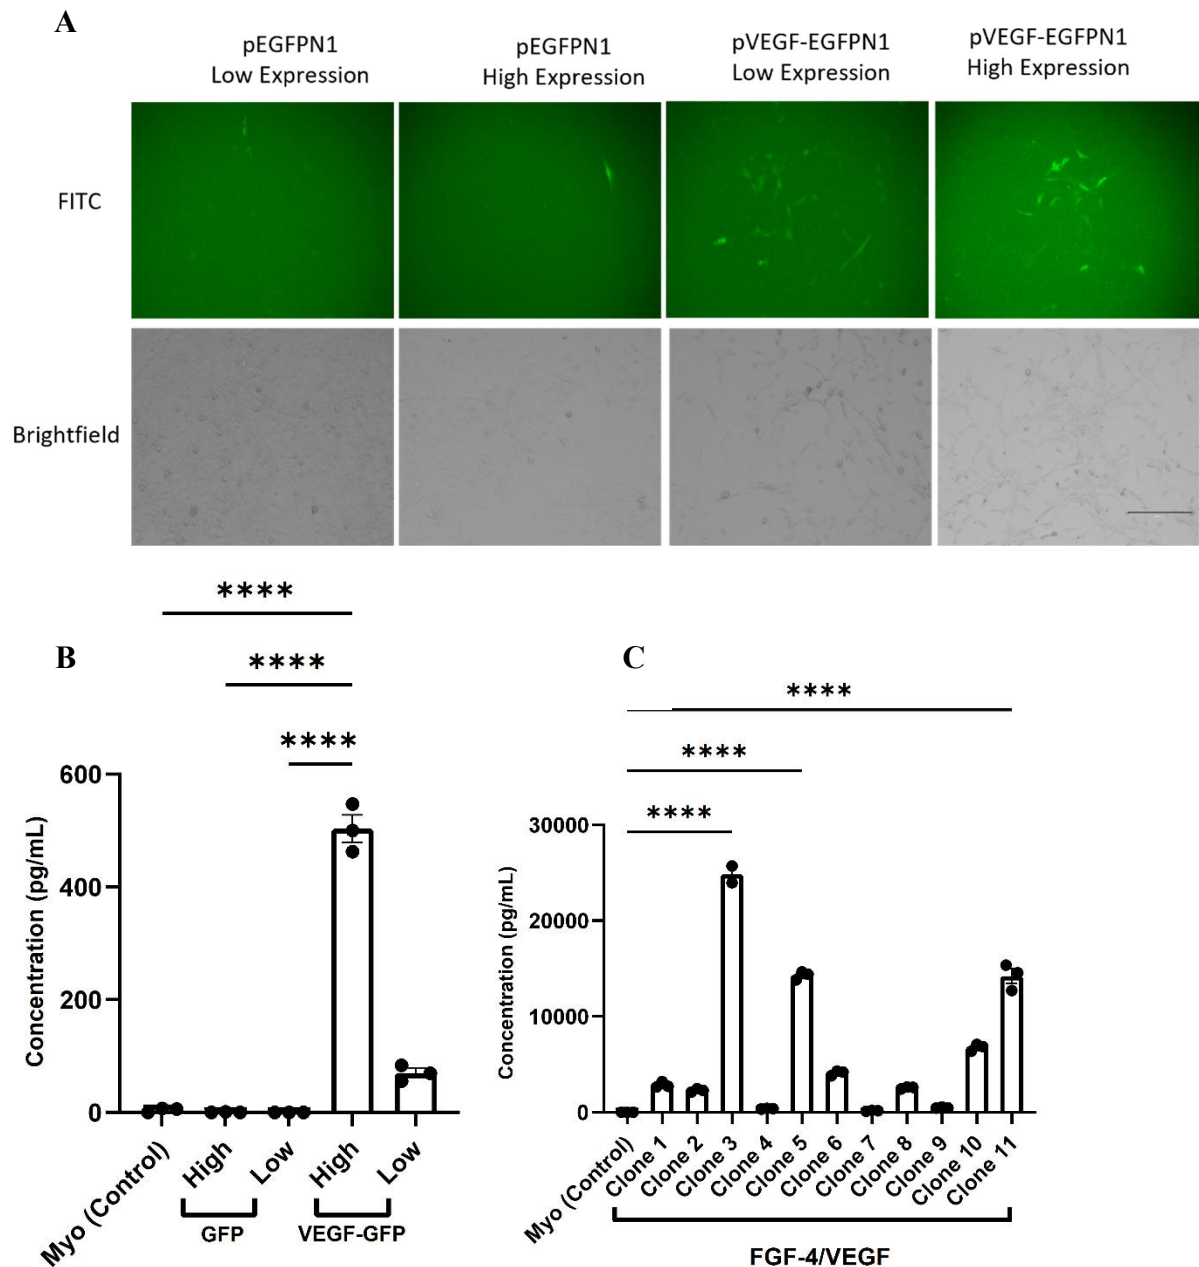 A
pEGFPN1
Low Expression
pEGFPN1
High Expression
pVEGF-EGFPN1
Low Expression
pVEGF-EGFPN1
High Expression
FITC
Brightfield
B
****
****
****
Concentration (pg/mL)
600
400
200
0
Myo (Control)
High
Low
High
Low
GFP
VEGF-GFP
C
****
****
****
Concentration (pg/mL)
30000
20000
10000
0
Myo (Control)
Clone 1
Clone 2
Clone 3
Clone 4
Clone 5
Clone 6
Clone 7
Clone 8
Clone 9
Clone 10
Clone 11
FGF-4/VEGF